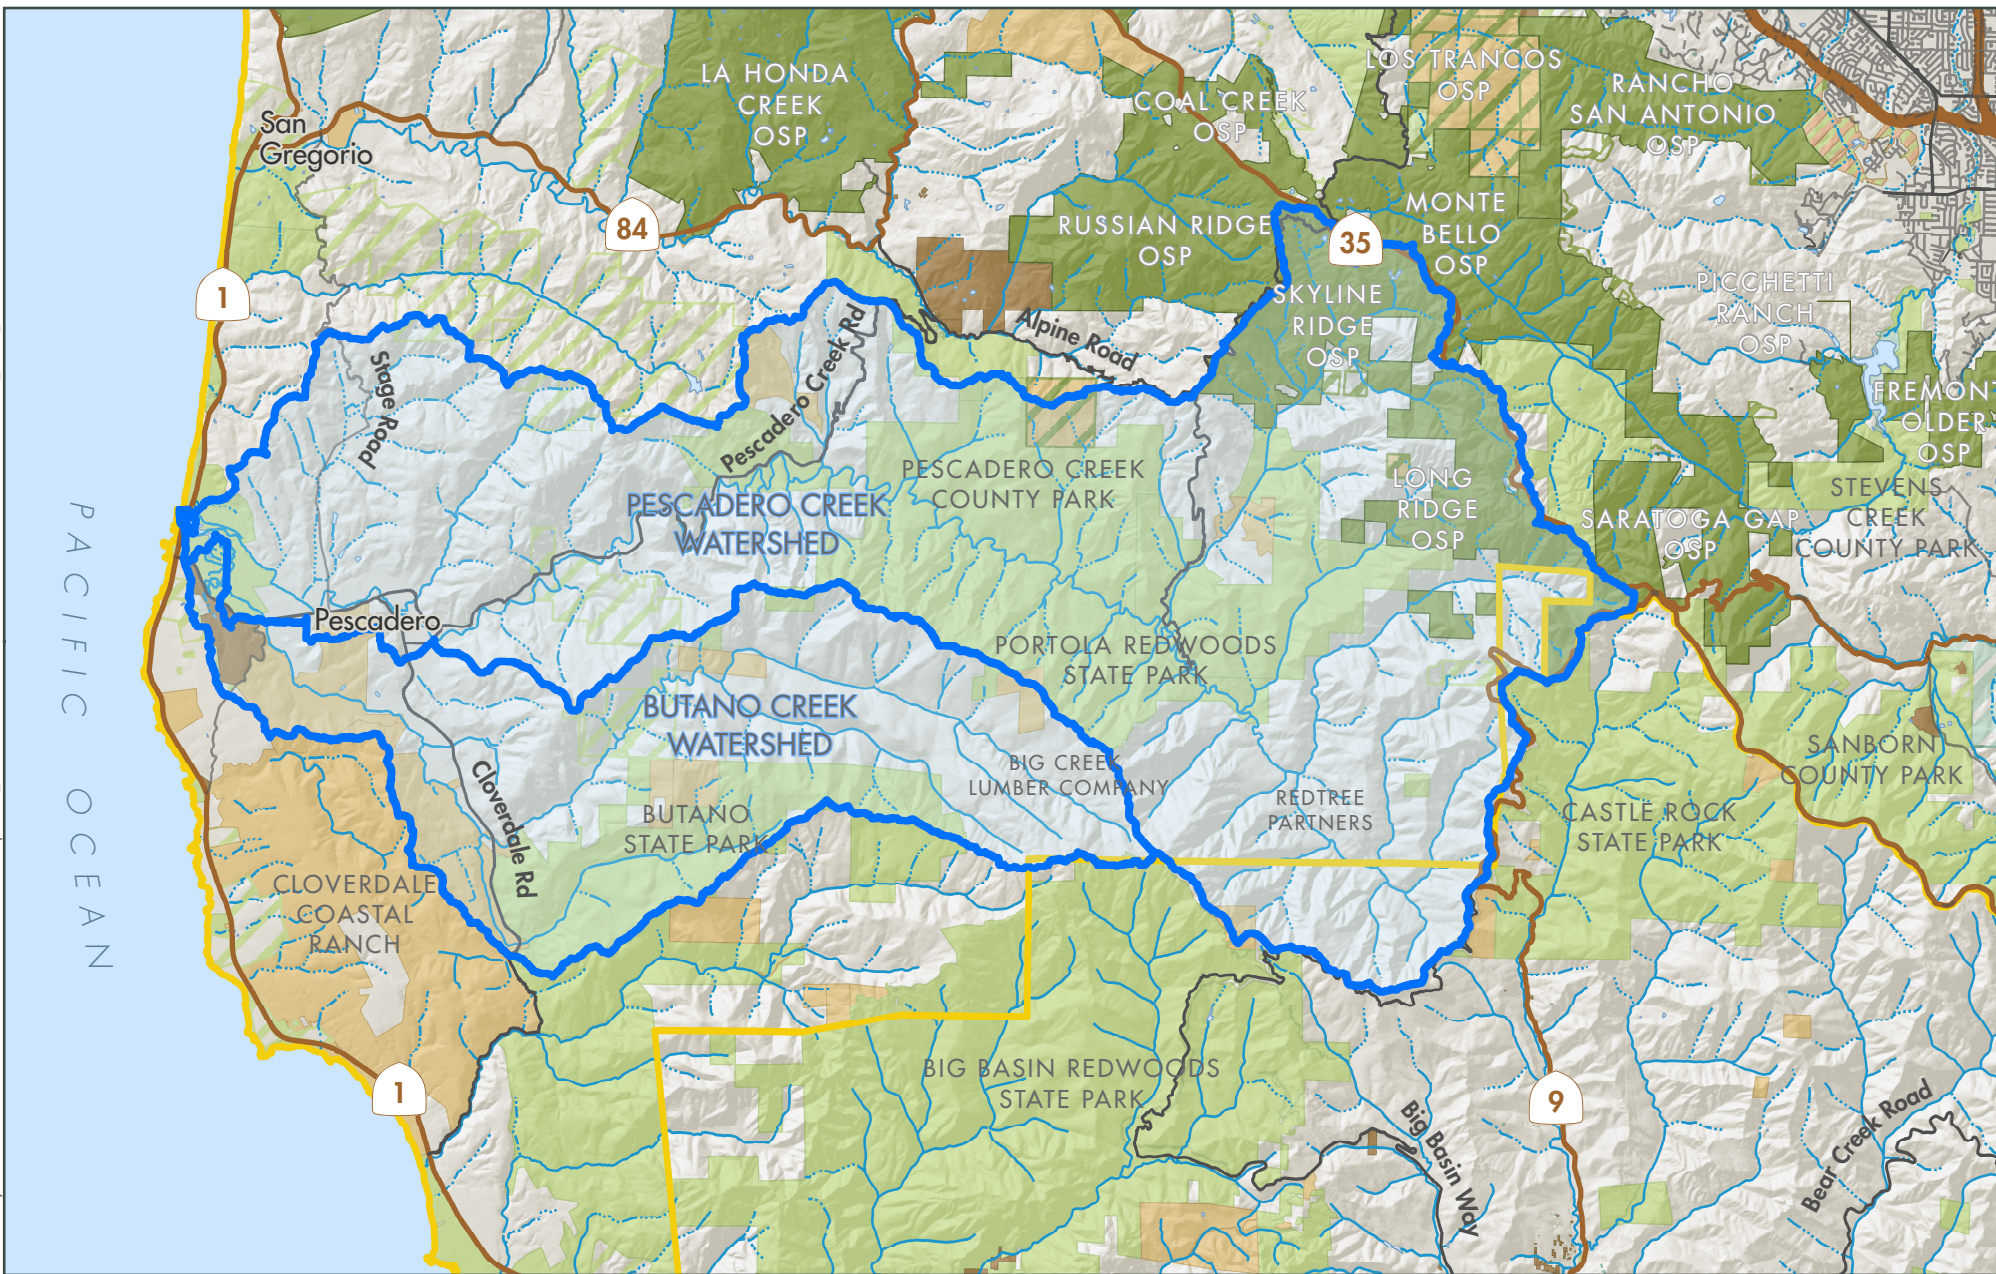 LA HONDA
CREEK
OSP
LOS TRANCOS
OSP
COAL CREEK
OSP
RANCHO
SAN ANTONIO
OSP
San
Gregorio
84
RUSSIAN RIDGE
OSP
35
MONTE
BELLO
OSP
1
SKYLINE
RIDGE
OSP
PICCHETTI
RANCH
OSP
Alpine Road
Stage Road
Pescadero Creek Rd
FREMONT
OLDER
OSP
PESCADERO CREEK
COUNTY PARK
LONG
RIDGE
OSP
STEVENS
CREEK
COUNTY PARK
PESCADERO CREEK
WATERSHED
SARATOGA GAP
OSP
PACIFIC OCEAN
Pescadero
PORTOLA REDWOODS
STATE PARK
BUTANO CREEK
WATERSHED
BIG CREEK
LUMBER COMPANY
SANBORN
COUNTY PARK
Cloverdale Rd
BUTANO
STATE PARK
REDTREE
PARTNERS
CASTLE ROCK
STATE PARK
CLOVERDALE
COASTAL
RANCH
BIG BASIN REDWOODS
STATE PARK
1
9
Big Basin Way
Bear Creek Road